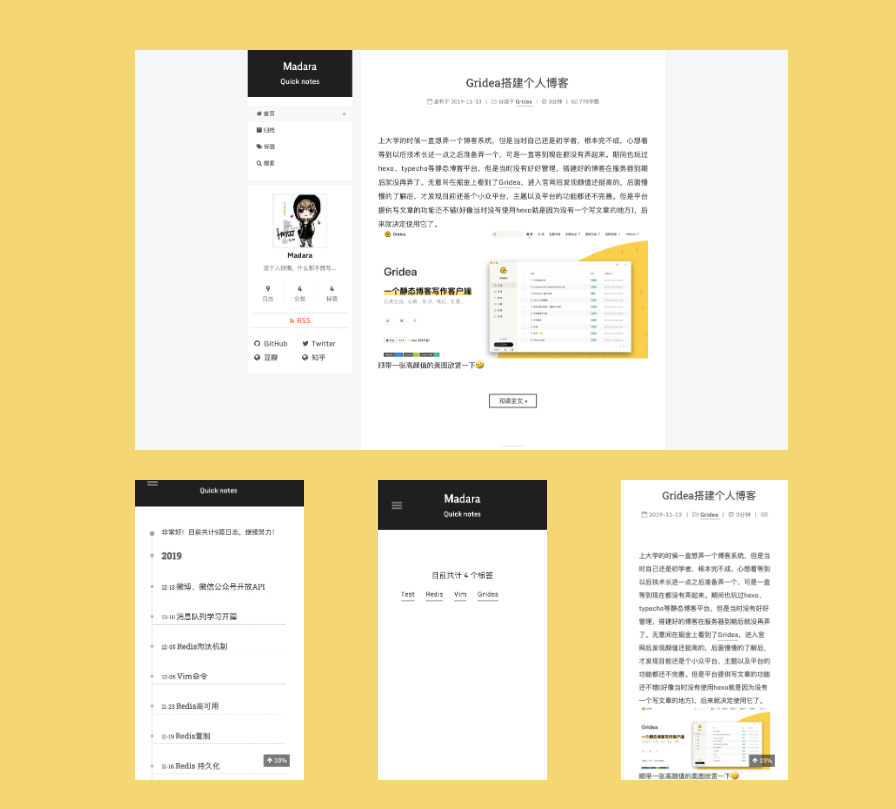 Madara
Quick notes
首页
归档
标签
搜索
Madara
这个人很懒，什么都不想写...
9
4
4
日志
分类
标签
RSS
GitHub
Twitter
豆瓣
知乎
Gridea搭建个人博客
发布于 2019-11-13 | 分类于 Gridea | 3分钟 | 778字数
上大学的时候一直想弄一个博客系统，但是当时自己还是初学者，根本完不成，心想着
等到以后技术长进一点之后准备弄一个，可是一直等到现在都没有弄起来。期间也玩过
hexo、typecho等静态博客平台，但是当时没有好好管理，搭建好的博客在服务器到期
后就没再弄了。无意间在掘金上看到了Gridea，进入官网后发现颜值还挺高的，后面慢
慢的了解后，才发现目前还是个小众平台，主题以及平台的功能都还不完善。但是平台
提供写文章的功能还不错(好像当时没有使用hexo就是因为没有一个写文章的地方)，后
来就决定使用它了。
Gridea
Gridea
一个静态博客写作客户端
顺带一张高颜值的美图欣赏一下🤣
阅读全文 »
Quick notes
非常好! 目前共计9篇日志。继续努力!
2019
12-13 微博、微信公众号开放API
12-10 消息队列学习开篇
12-08 Redis淘汰机制
12-05 Vim命令
11-23 Redis高可用
11-19 Redis复制
11-16 Redis 持久化
10%
Madara
Quick notes
目前共计 4 个标签
Test
Redis
Vim
Gridea
Gridea搭建个人博客
2019-11-13 | Gridea | 3分钟 |
上大学的时候一直想弄一个博客系统，但是当
时自己还是初学者，根本完不成，心想着等到
以后技术长进一点之后准备弄一个，可是一直
等到现在都没有弄起来。期间也玩过hexo、
typecho等静态博客平台，但是当时没有好好
管理，搭建好的博客在服务器到期后就没再弄
了。无意间在掘金上看到了Gridea，进入官
网后发现颜值还挺高的，后面慢慢的了解后，
才发现目前还是个小众平台，主题以及平台的
功能都还不完善。但是平台提供写文章的功能
还不错(好像当时没有使用hexo就是因为没有
一个写文章的地方)，后来就决定使用它了。
Gridea
一个静态博客写作客户端
23%
顺带一张高颜值的美图欣赏一下🤣